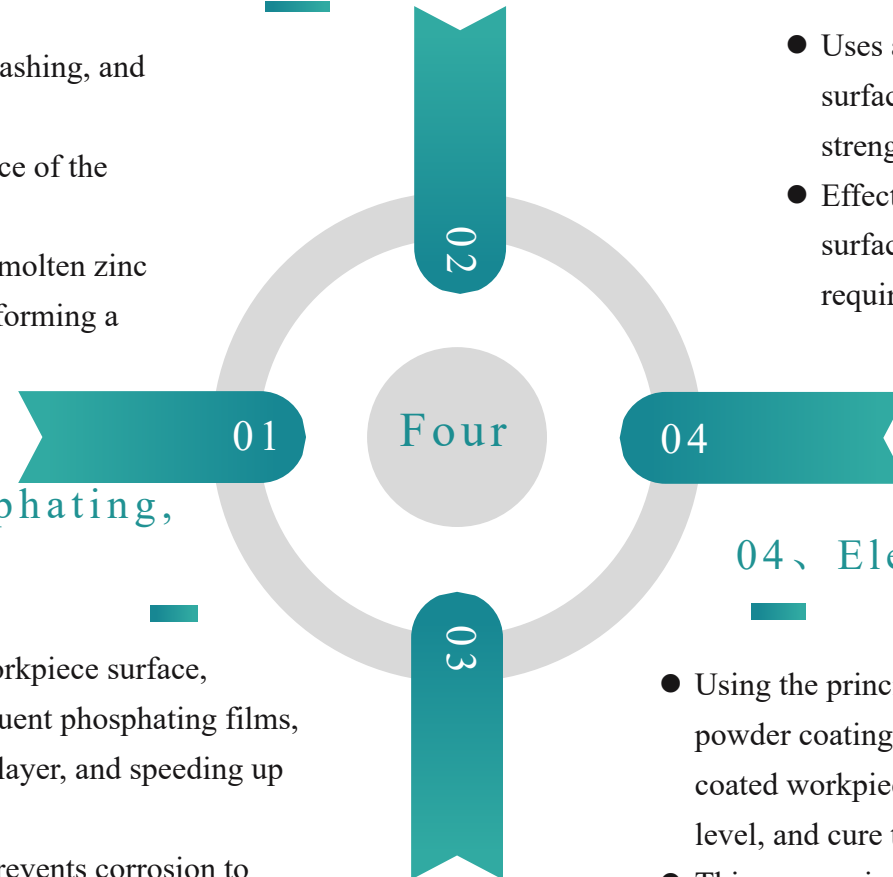 ashing, and
ce of the
molten zinc
forming a
Uses
surfac
streng
Effect
surfac
requir
02
01
Four
04
03
phating,
orkpiece surface,
uent phosphating films,
layer, and speeding up
revents corrosion to
04、Ele
Using the princ
powder coating
coated workpie
level, and cure